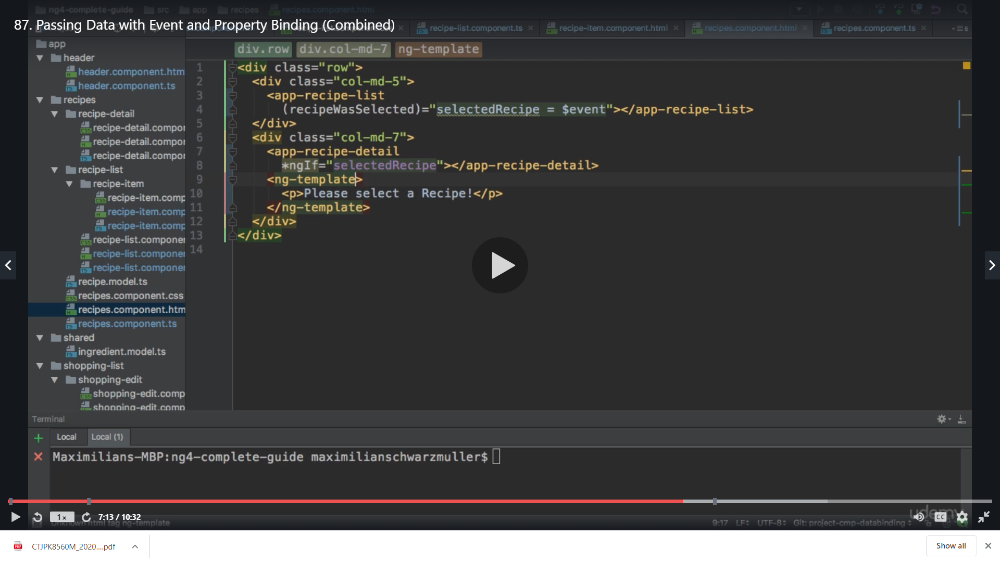 ng4-complete-guide src app recipes recipes.component.html
87. Passing Data with Event and Property Binding (Combined)
recipe-list.component.ts recipe-item.component.html recipes.component.html recipes.component.ts 5
app
header
header.component.htm
header.component.ts
recipes
recipe-detail
recipe-detail.compor
recipe-detail.compor
recipe-detail.compor
recipe-list
recipe-item
recipe-item.comp
recipe-item.comp
recipe-item.comp
recipe-list.componer
recipe-list.componer
recipe-list.componer
recipe.model.ts
recipes.component.css
recipes.component.htm
recipes.component.ts
shared
ingredient.model.ts
shopping-list
shopping-edit
shopping-edit.comp
shopping-edit.comp
div.row div.col-md-7 ng-template
1 <div class="row">
2 <div class="col-md-5">
3 <app-recipe-list
4 (recipeWasSelected)="selectedRecipe = $event"></app-recipe-list>
5 </div>
6 <div class="col-md-7">
7 <app-recipe-detail
8 *ngIf="selectedRecipe"></app-recipe-detail>
9 <ng-template>
10 <p>Please select a Recipe!</p>
11 </ng-template>
12 </div>
13 </div>
14
Terminal
Local Local (1)
Maximilians-MBP:ng4-complete-guide maximilianschwarzmuller$
udemy
1x 7:13 / 10:32 CC
Unknown html tag ng-template 9:17 LF UTF-8 Git: project-cmp-databinding
CTJPK8560M_2020....pdf Show all